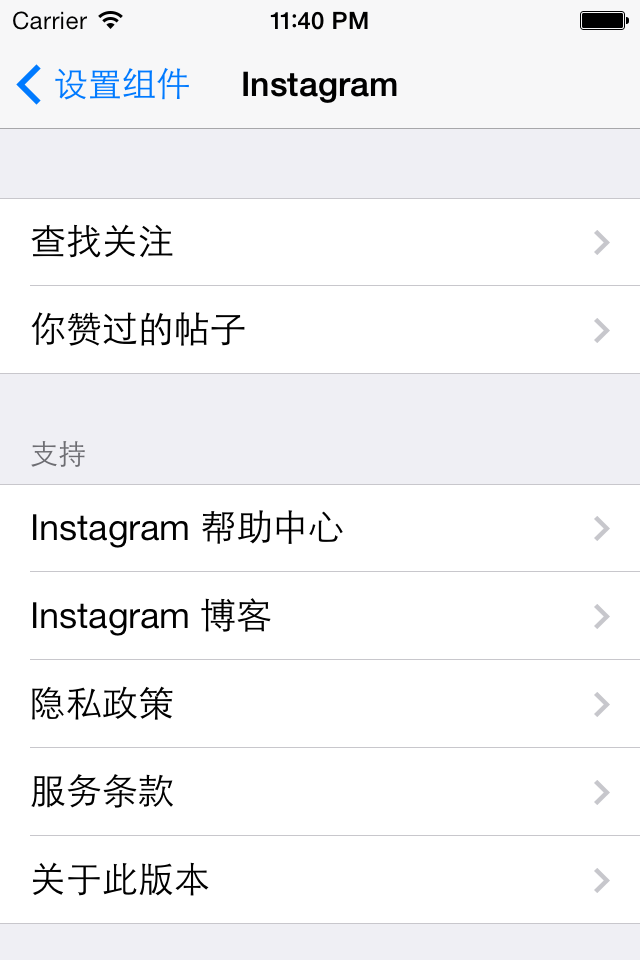 Carrier 11:40 PM
设置组件 Instagram
查找关注
你赞过的帖子
支持
Instagram 帮助中心
Instagram 博客
隐私政策
服务条款
关于此版本